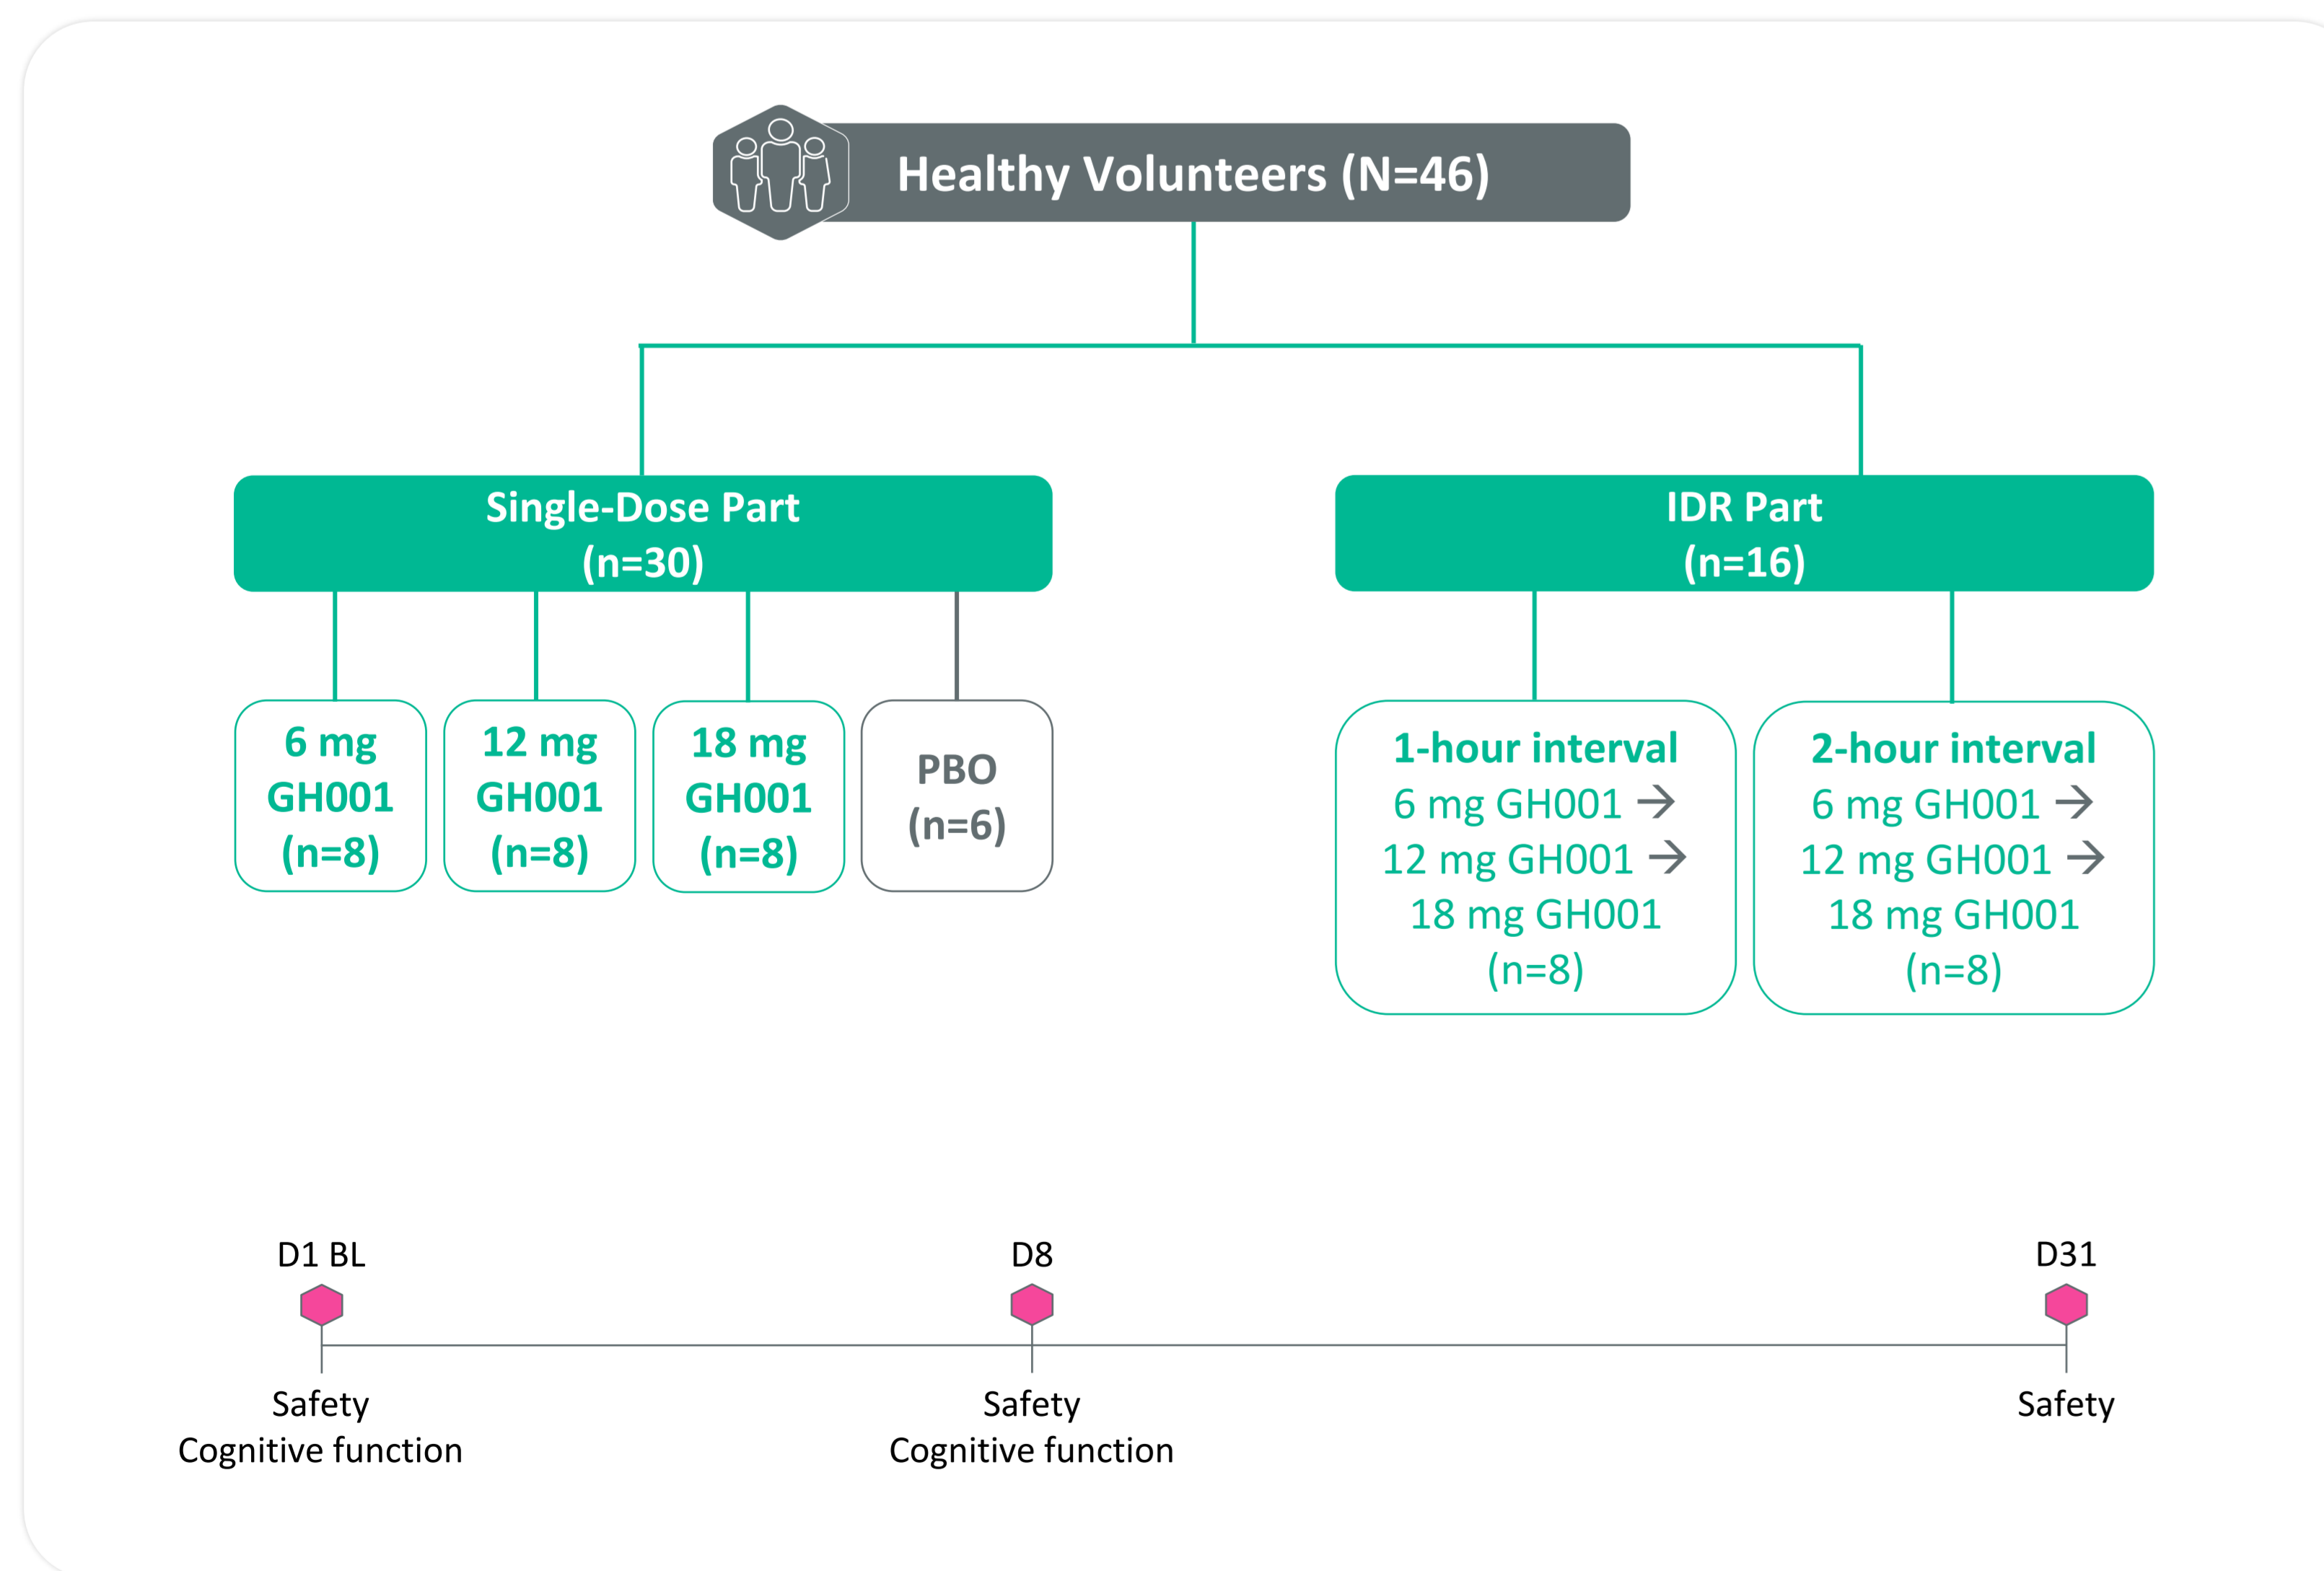 Healthy Volunteers (N=46)
Single-Dose Part
(n=30)
IDR Part
(n=16)
6 mg
GH001
(n=8)
12 mg
GH001
(n=8)
18 mg
GH001
(n=8)
PBO
(n=6)
1-hour interval
6 mg GH001 →
12 mg GH001 →
18 mg GH001
(n=8)
2-hour interval
6 mg GH001 →
12 mg GH001 →
18 mg GH001
(n=8)
D1 BL
Safety
Cognitive function
D8
Safety
Cognitive function
D31
Safety